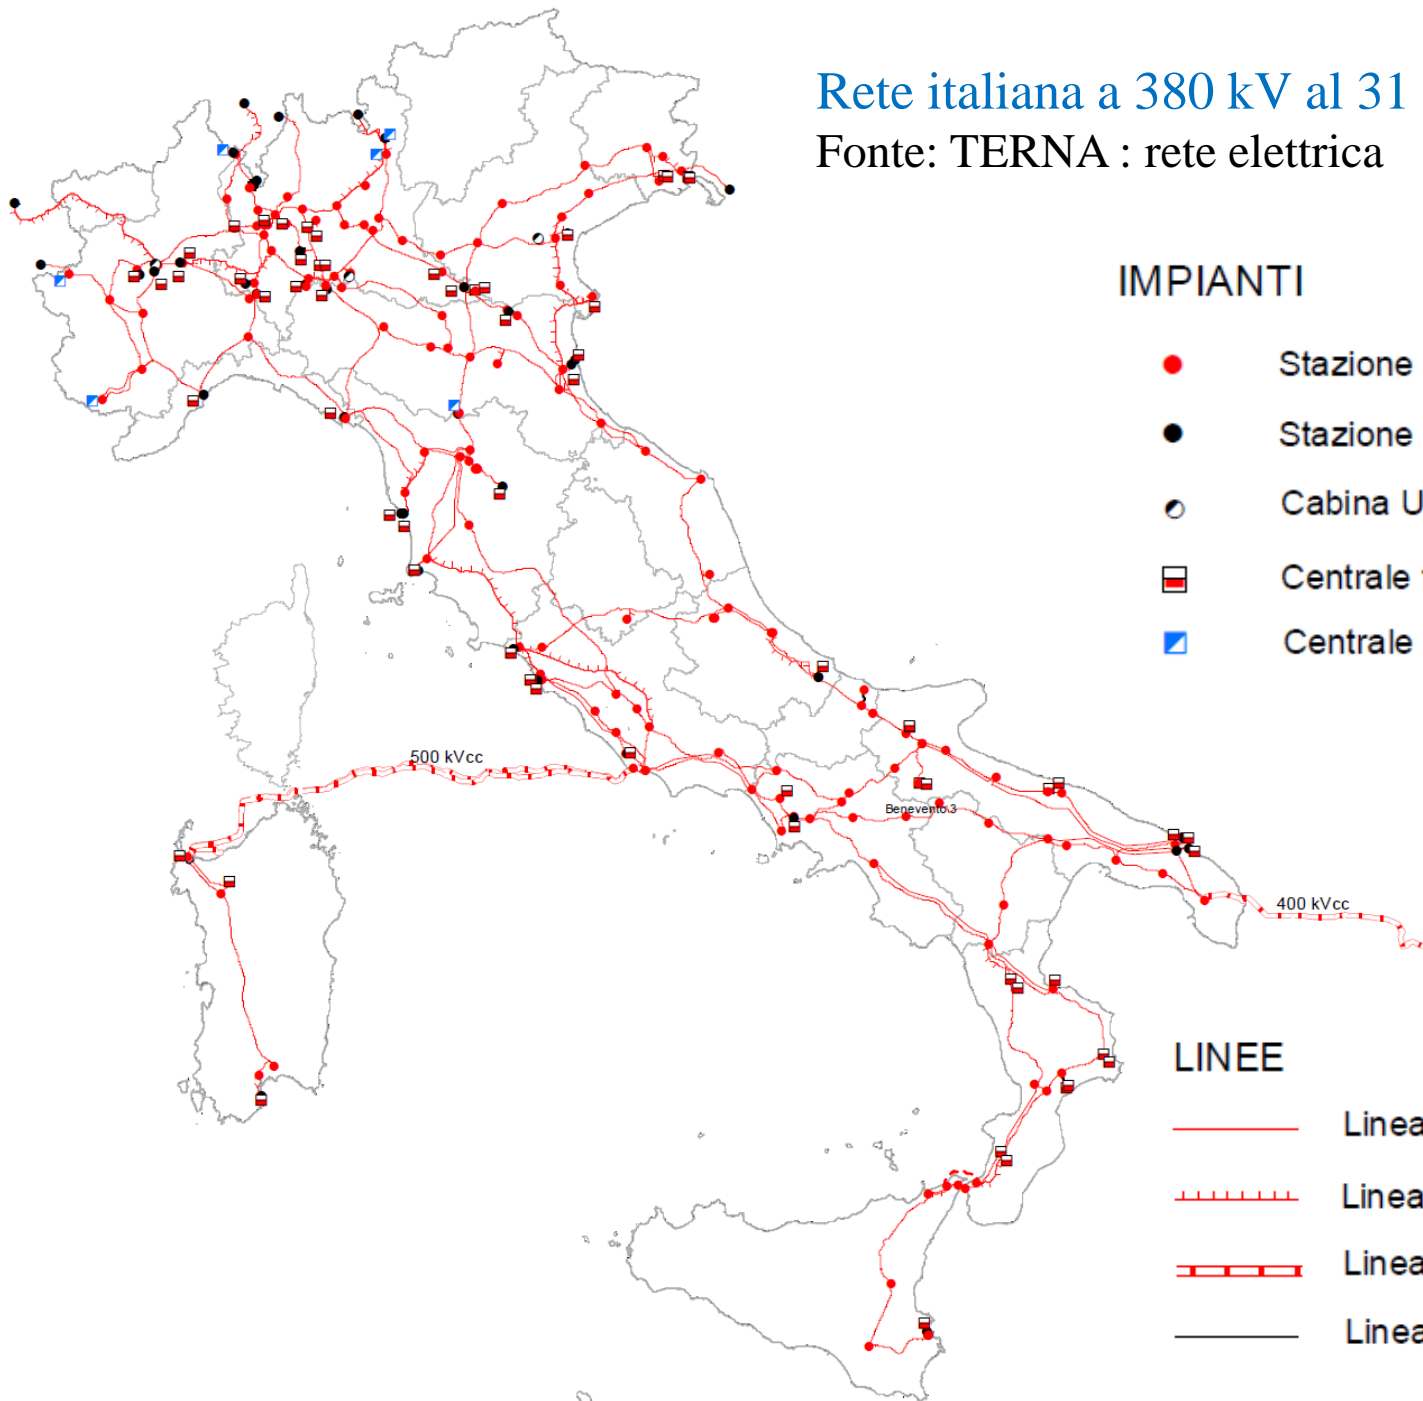 Rete italiana a 380 kV al 31
Fonte: TERNA : rete elettrica
IMPIANTI
Stazione
Stazione
Cabina U
Centrale
Centrale
500 kVcc
Benevento 3
400 kVcc
LINEE
Linea
Linea
Linea
Linea